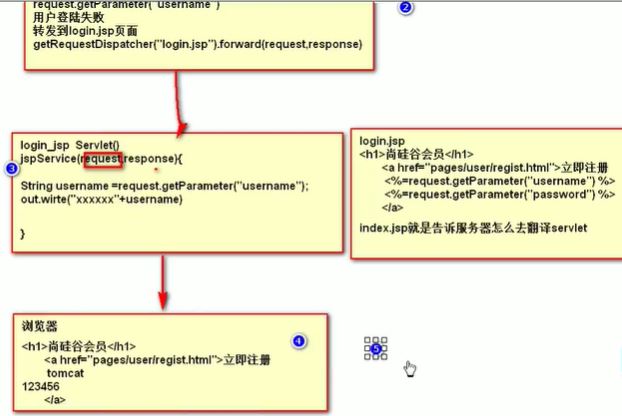 request.getParameter("username")
用户登陆失败
转发到login.jsp页面
getRequestDispatcher("login.jsp").forward(request,response)
2
login_jsp Servlet()
3
jspService(request,response){
String username =request.getParameter("username");
out.wirte("xxxxxx"+username)
}
login.jsp
<h1>尚硅谷会员</h1>
<a href="pages/user/regist.html">立即注册
<%=request.getParameter("username") %>
<%=request.getParameter("password") %>
</a>
index.jsp就是告诉服务器怎么去翻译servlet
浏览器
4
<h1>尚硅谷会员</h1>
<a href="pages/user/regist.html">立即注册
tomcat
123456
</a>
5